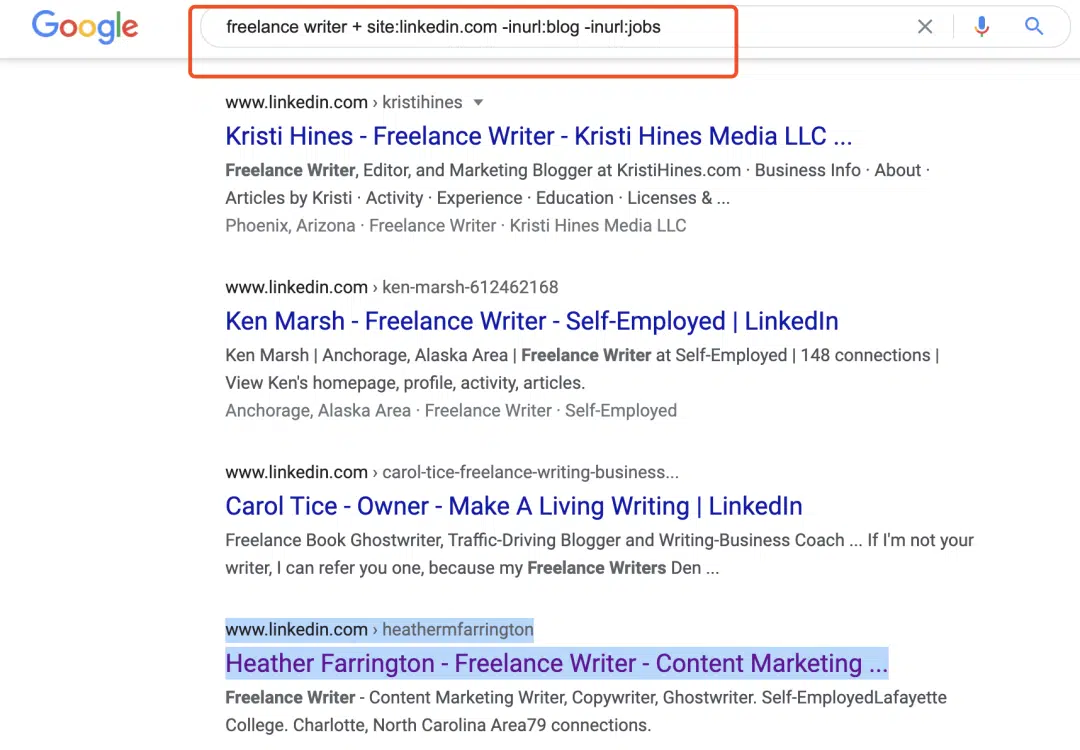 Google
freelance writer + site:linkedin.com -inurl:blog -inurl:jobs
www.linkedin.com › kristihines
Kristi Hines - Freelance Writer - Kristi Hines Media LLC ...
Freelance Writer, Editor, and Marketing Blogger at KristiHines.com · Business Info · About ·
Articles by Kristi · Activity · Experience · Education · Licenses & ...
Phoenix, Arizona · Freelance Writer · Kristi Hines Media LLC
www.linkedin.com › ken-marsh-612462168
Ken Marsh - Freelance Writer - Self-Employed | LinkedIn
Ken Marsh | Anchorage, Alaska Area | Freelance Writer at Self-Employed | 148 connections |
View Ken's homepage, profile, activity, articles.
Anchorage, Alaska Area · Freelance Writer · Self-Employed
www.linkedin.com › carol-tice-freelance-writing-business...
Carol Tice - Owner - Make A Living Writing | LinkedIn
Freelance Book Ghostwriter, Traffic-Driving Blogger and Writing-Business Coach ... If I'm not your
writer, I can refer you one, because my Freelance Writers Den ...
www.linkedin.com › heathermfarrington
Heather Farrington - Freelance Writer - Content Marketing ...
Freelance Writer - Content Marketing Writer, Copywriter, Ghostwriter. Self-EmployedLafayette
College. Charlotte, North Carolina Area79 connections.